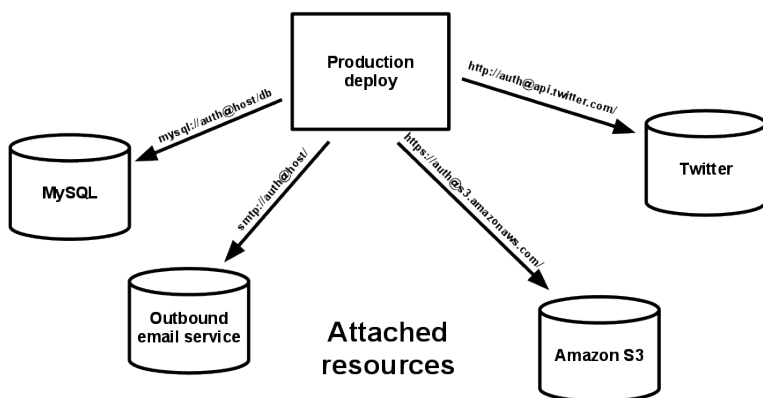 Production
deploy
mysql://auth@host/db
smtp://auth@host/
https://auth@s3.amazonaws.com/
http://auth@api.twitter.com/
MySQL
Twitter
Outbound
email service
Amazon S3
Attached
resources